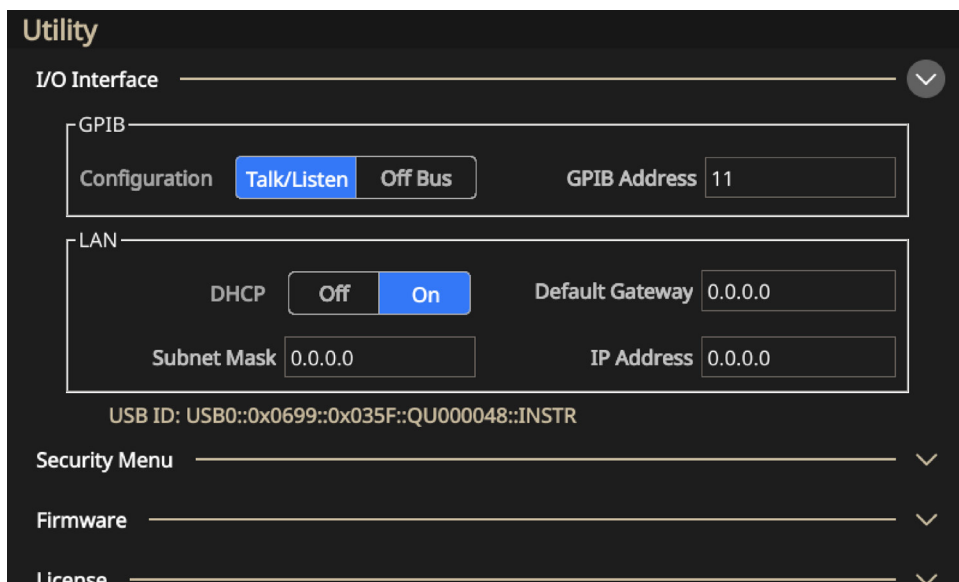 Utility
I/O Interface
GPIB
Configuration Talk/Listen Off Bus GPIB Address 11
LAN
DHCP Off On Default Gateway 0.0.0.0
Subnet Mask 0.0.0.0 IP Address 0.0.0.0
USB ID: USB0::0x0699::0x035F::QU000048::INSTR
Security Menu
Firmware
License